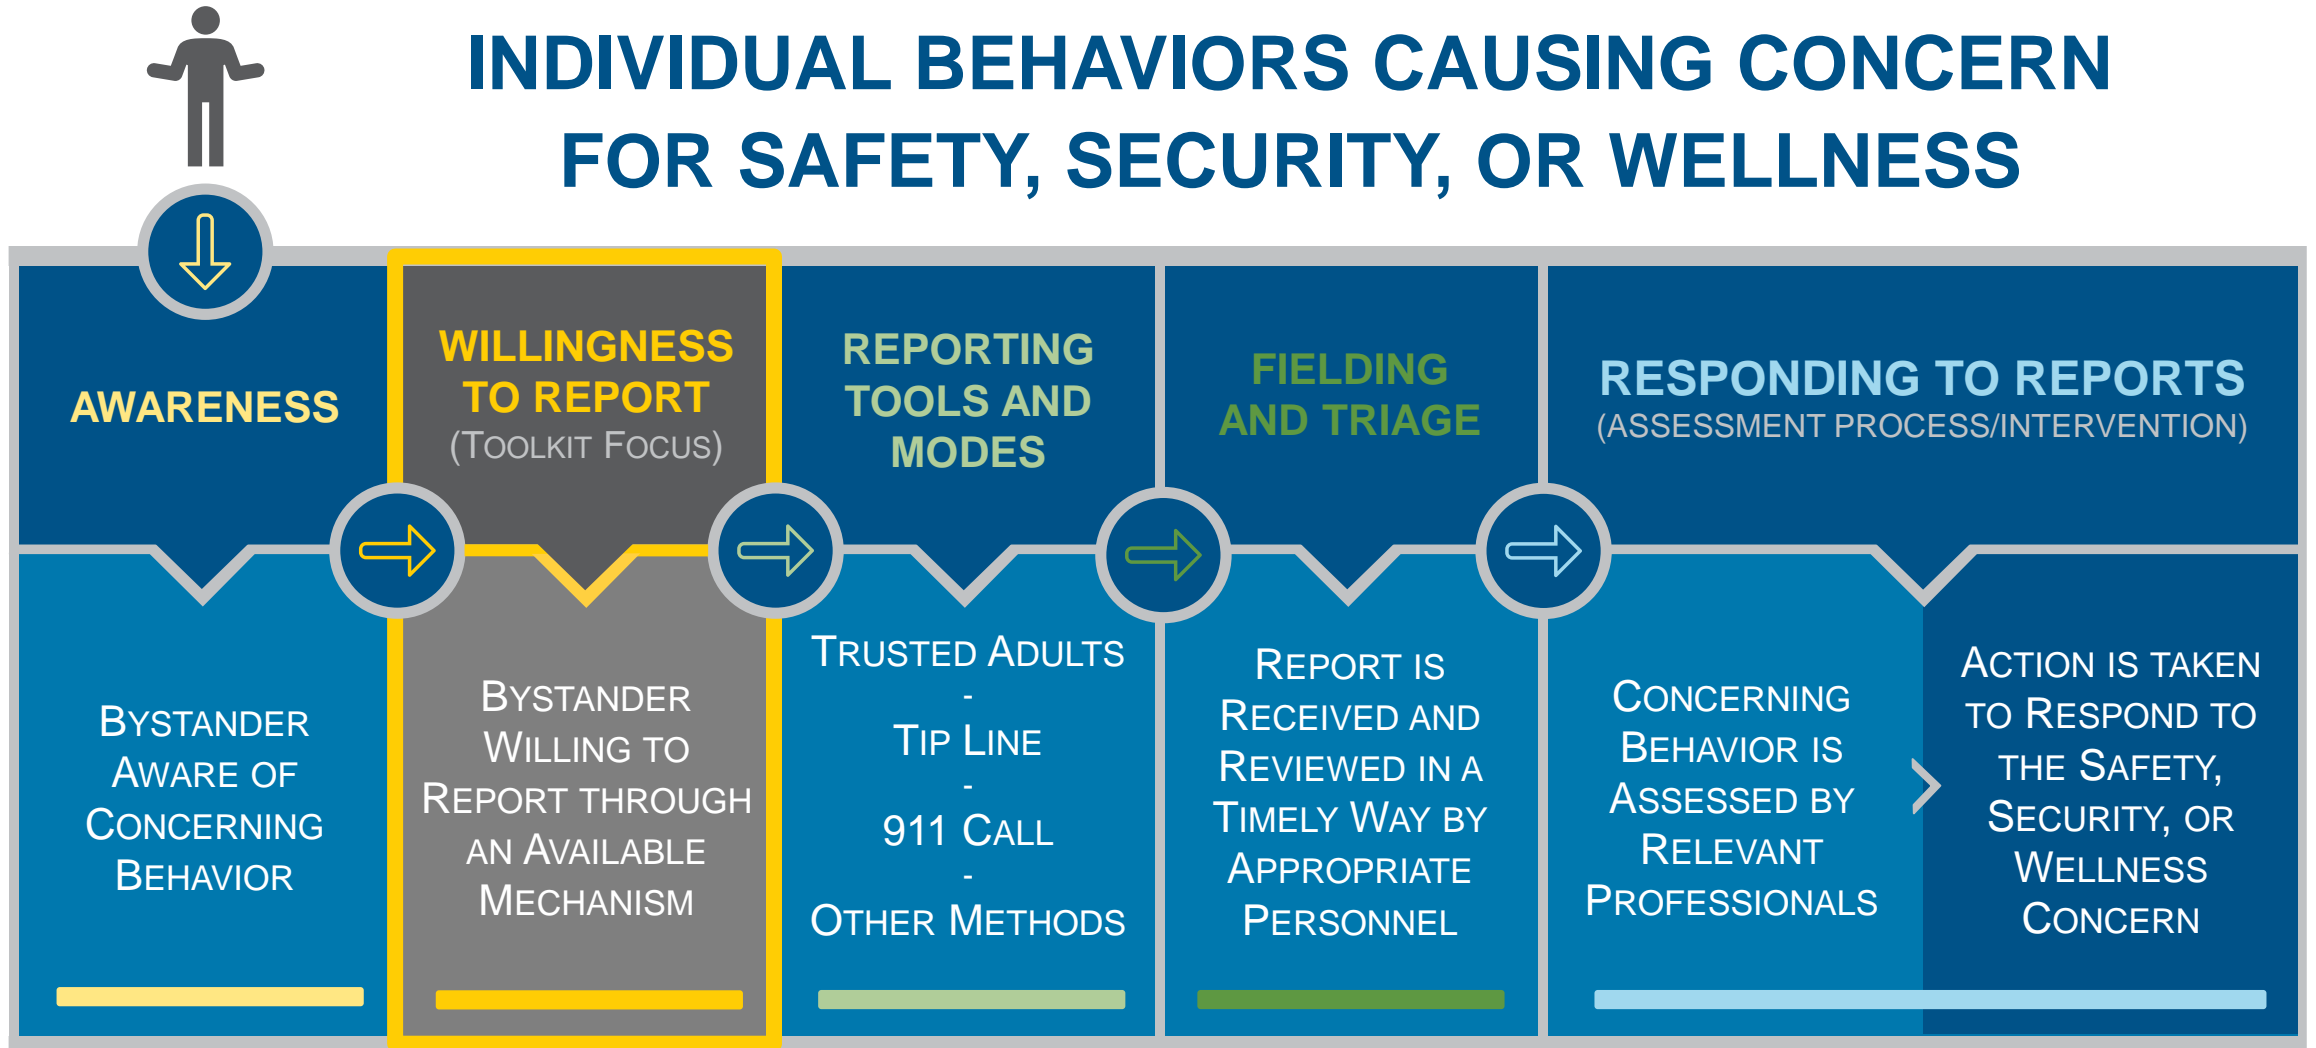 INDIVIDUAL BEHAVIORS CAUSING CONCERN
FOR SAFETY, SECURITY, OR WELLNESS
AWARENESS
BYSTANDER
AWARE OF
CONCERNING
BEHAVIOR
WILLINGNESS
TO REPORT
(TOOLKIT FOCUS)
BYSTANDER
WILLING TO
REPORT THROUGH
AN AVAILABLE
MECHANISM
REPORTING
TOOLS AND
MODES
TRUSTED ADULTS
-
TIP LINE
-
911 CALL
-
OTHER METHODS
FIELDING
AND TRIAGE
REPORT IS
RECEIVED AND
REVIEWED IN A
TIMELY WAY BY
APPROPRIATE
PERSONNEL
RESPONDING TO REPORTS
(ASSESSMENT PROCESS/INTERVENTION)
CONCERNING
BEHAVIOR IS
ASSESSED BY
RELEVANT
PROFESSIONALS
ACTION IS TAKEN
TO RESPOND TO
THE SAFETY,
SECURITY, OR
WELLNESS
CONCERN